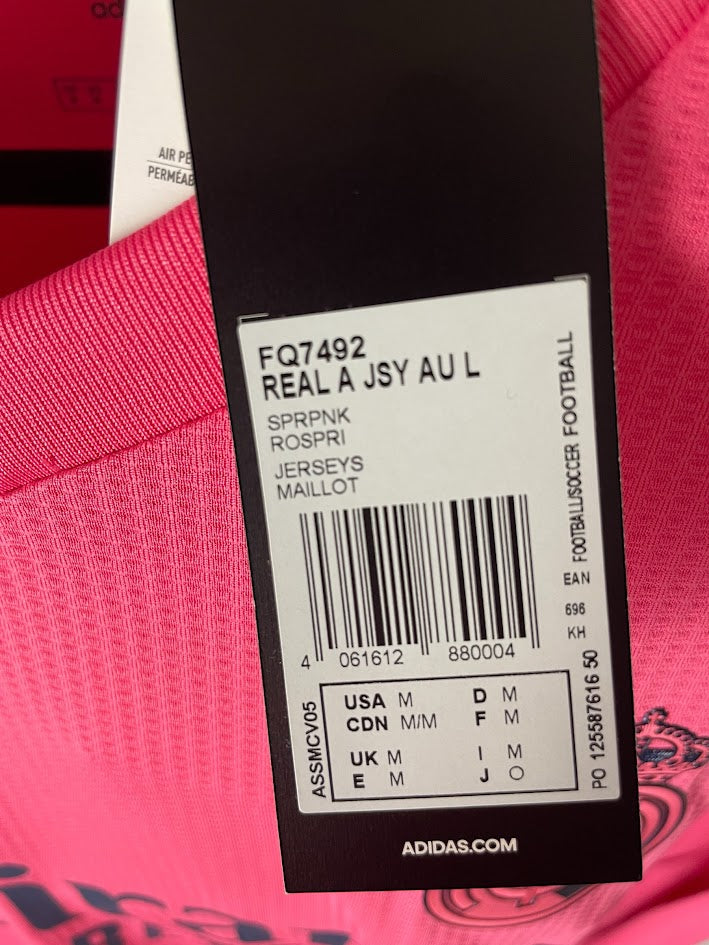 AIR PE
PERMÉAB
FQ7492
REAL A JSY AU L
SPRPNK
ROSPRI
JERSEYS
MAILLOT
FOOTBALL/SOCCER FOOTBALL
EAN
696
KH
4 061612 880004
ASSMCV05
USA M D M
CDN M/M F M
UK M I M
E M J O
PO 125587616 50
ADIDAS.COM